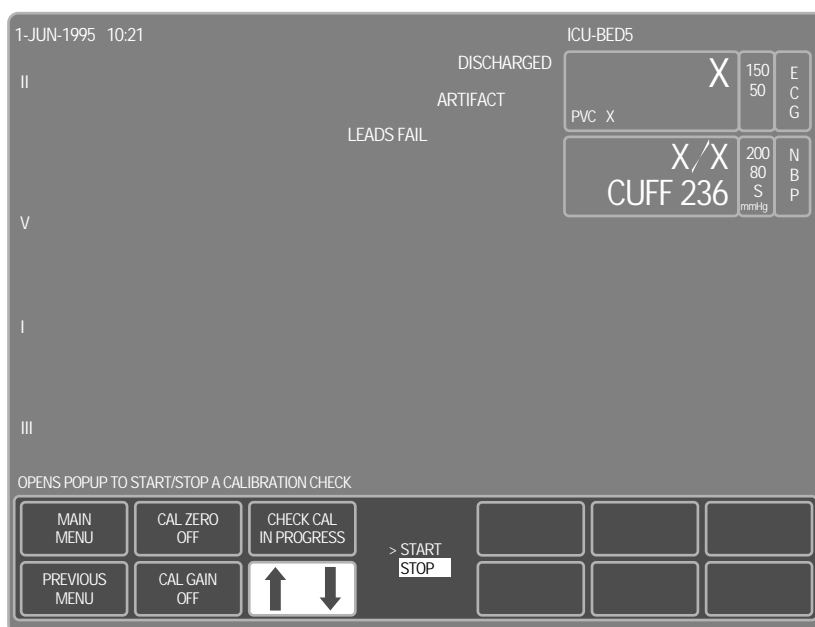 1-JUN-1995 10:21
ICU-BED5
II
DISCHARGED
ARTIFACT
LEADS FAIL
X
PVC X
150
50
E
C
G
X/X
CUFF 236
200
80
S
mmHg
N
B
P
V
I
III
OPENS POPUP TO START/STOP A CALIBRATION CHECK
MAIN
MENU
CAL ZERO
OFF
CHECK CAL
IN PROGRESS
> START
STOP
PREVIOUS
MENU
CAL GAIN
OFF